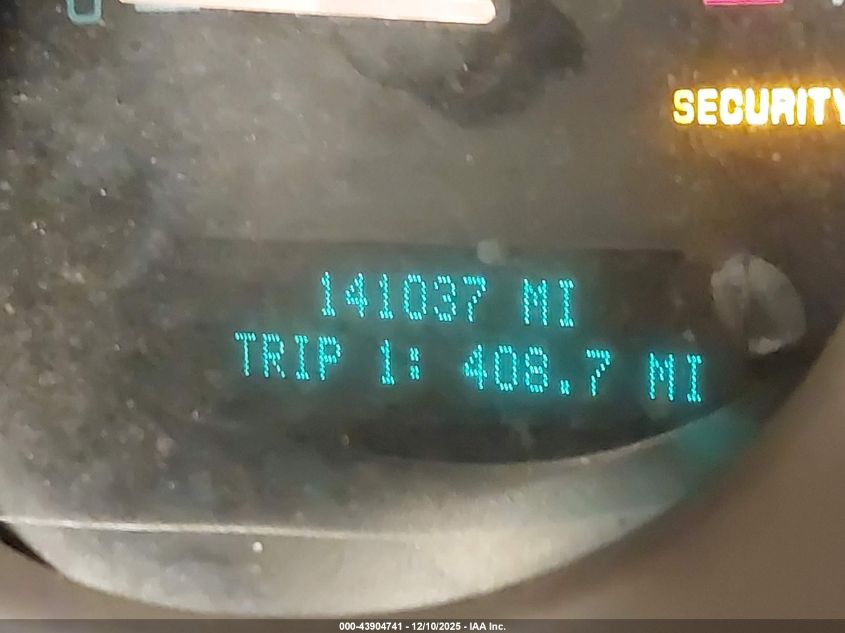 SECURITY
141037 MI
TRIP 1: 408.7 MI
000-43904741 - 12/10/2025 - IAA Inc.